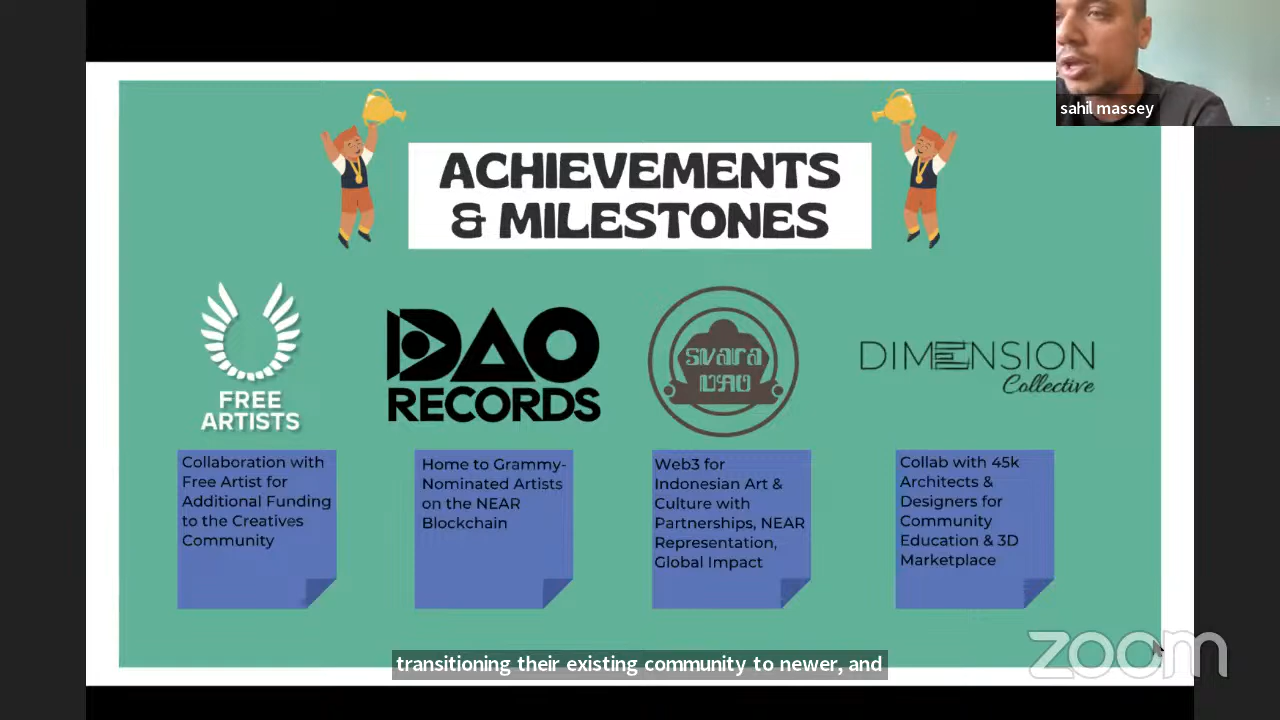 sahil massey
ACHIEVEMENTS
& MILESTONES
FREE
ARTISTS
DAO
RECORDS
svara
DAO
DIMENSION
Collective
Collaboration with
Free Artist for
Additional Funding
to the Creatives
Community
Home to Grammy-
Nominated Artists
on the NEAR
Blockchain
Web3 for
Indonesian Art &
Culture with
Partnerships, NEAR
Representation,
Global Impact
Collab with 45k
Architects &
Designers for
Community
Education & 3D
Marketplace
transitioning their existing community to newer, and
zoom